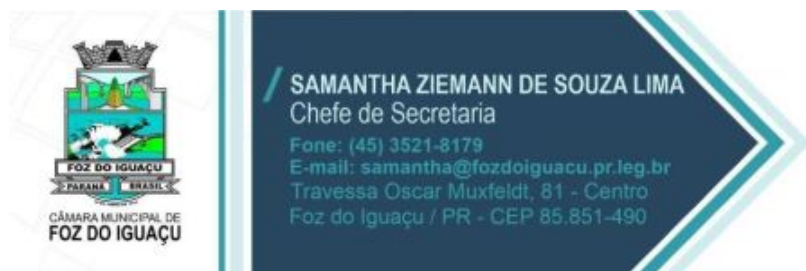 FOZ DO IGUAÇU
PARANÁ BRASIL
CÂMARA MUNICIPAL DE
FOZ DO IGUAÇU
SAMANTHA ZIEMANN DE SOUZA LIMA
Chefe de Secretaria
Fone: (45) 3521-8179
E-mail: samantha@fozdoiguacu.pr.leg.br
Travessa Oscar Muxfeldt, 81 - Centro
Foz do Iguaçu / PR - CEP 85.851-490